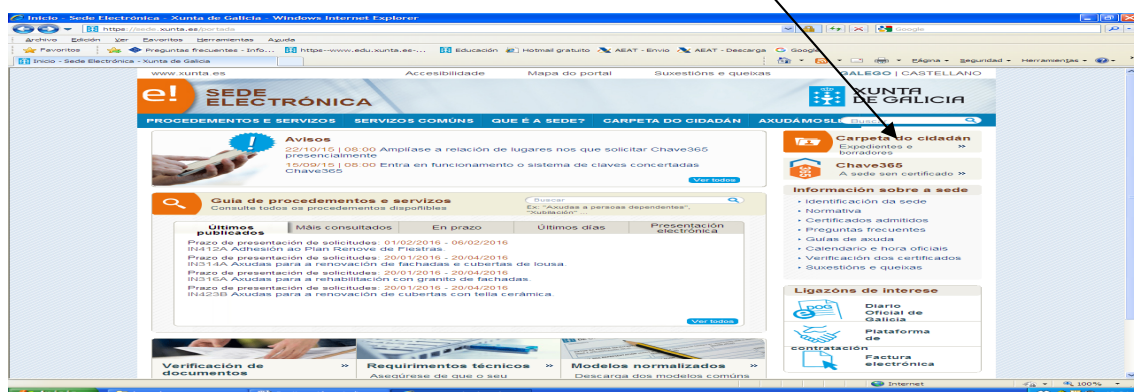 Inicio - Sede Electrónica - Xunta de Galicia - Windows Internet Explorer
https://sede.xunta.es/portada
Google
Archivo Edición Ver Favoritos Herramientas Ayuda
Favoritos Preguntas frecuentes - Info... https--www.edu.xunta.es-... Educación Hotmail gratuito AEAT - Envio AEAT - Descarga Google
Inicio - Sede Electrónica - Xunta de Galicia
Página Seguridad Herramientas
www.xunta.es Accesibilidade Mapa do portal Suxestións e queixas GALEGO | CASTELLANO
e! SEDE
ELECTRÓNICA
XUNTA
DE GALICIA
PROCEDEMENTOS E SERVIZOS SERVIZOS COMÚNS QUE É A SEDE? CARPETA DO CIDADÁN AXUDÁMOSLL Buscar
Avisos
22/10/15 | 08:00 Amplíase a relación de lugares nos que solicitar Chave365
presencialmente
15/09/15 | 08:00 Entra en funcionamento o sistema de claves concertadas
Chave365
Ver todos
Guía de procedementos e servizos
Consulte todos os procedementos dispoñibles
Buscar
Ex: "Axudas a persoas dependentes",
"Xubilación" ...
Últimos
publicados
Máis consultados
En prazo
Últimos días
Presentación
electrónica
Prazo de presentación de solicitudes: 01/02/2016 - 06/02/2016
IN412A Adhesión ao Plan Renove de Fiestras.
Prazo de presentación de solicitudes: 20/01/2016 - 20/04/2016
IN314A Axudas para a renovación de fachadas e cubertas de lousa.
Prazo de presentación de solicitudes: 20/01/2016 - 20/04/2016
IN316A Axudas para a rehabilitación con granito de fachadas.
Prazo de presentación de solicitudes: 20/01/2016 - 20/04/2016
IN423B Axudas para a renovación de cubertas con tella cerámica.
Ver todos
Verificación de
documentos
Requirimentos técnicos
Asegúrese de que o seu
Modelos normalizados
Descarga dos modelos comúns
Carpeta do cidadán
Expedientes e
borradores
Chave365
A sede sen certificado
Información sobre a sede
Identificación da sede
Normativa
Certificados admitidos
Preguntas frecuentes
Guías de axuda
Calendario e hora oficiais
Verificación dos certificados
Suxestións e queixas
Ligazóns de interese
DOG
Diario
Oficial de
Galicia
Plataforma
de
contratación
Factura
electrónica
Internet 100%